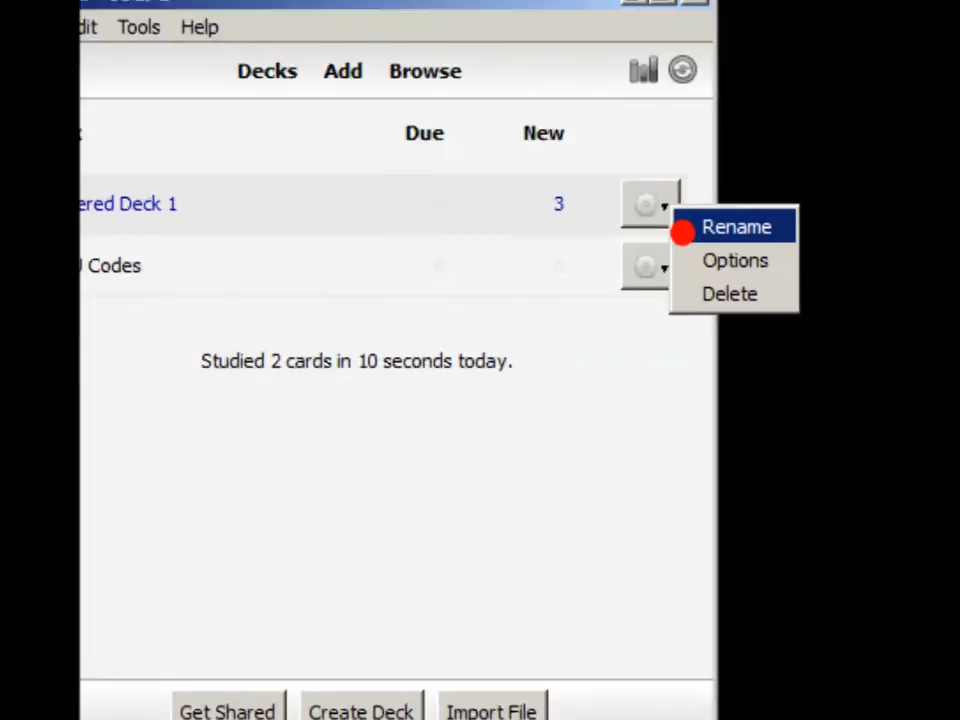 dit Tools Help
Decks Add Browse
Due New
ered Deck 1 3
Codes
Rename
Options
Delete
Studied 2 cards in 10 seconds today.
Get Shared Create Deck Import File